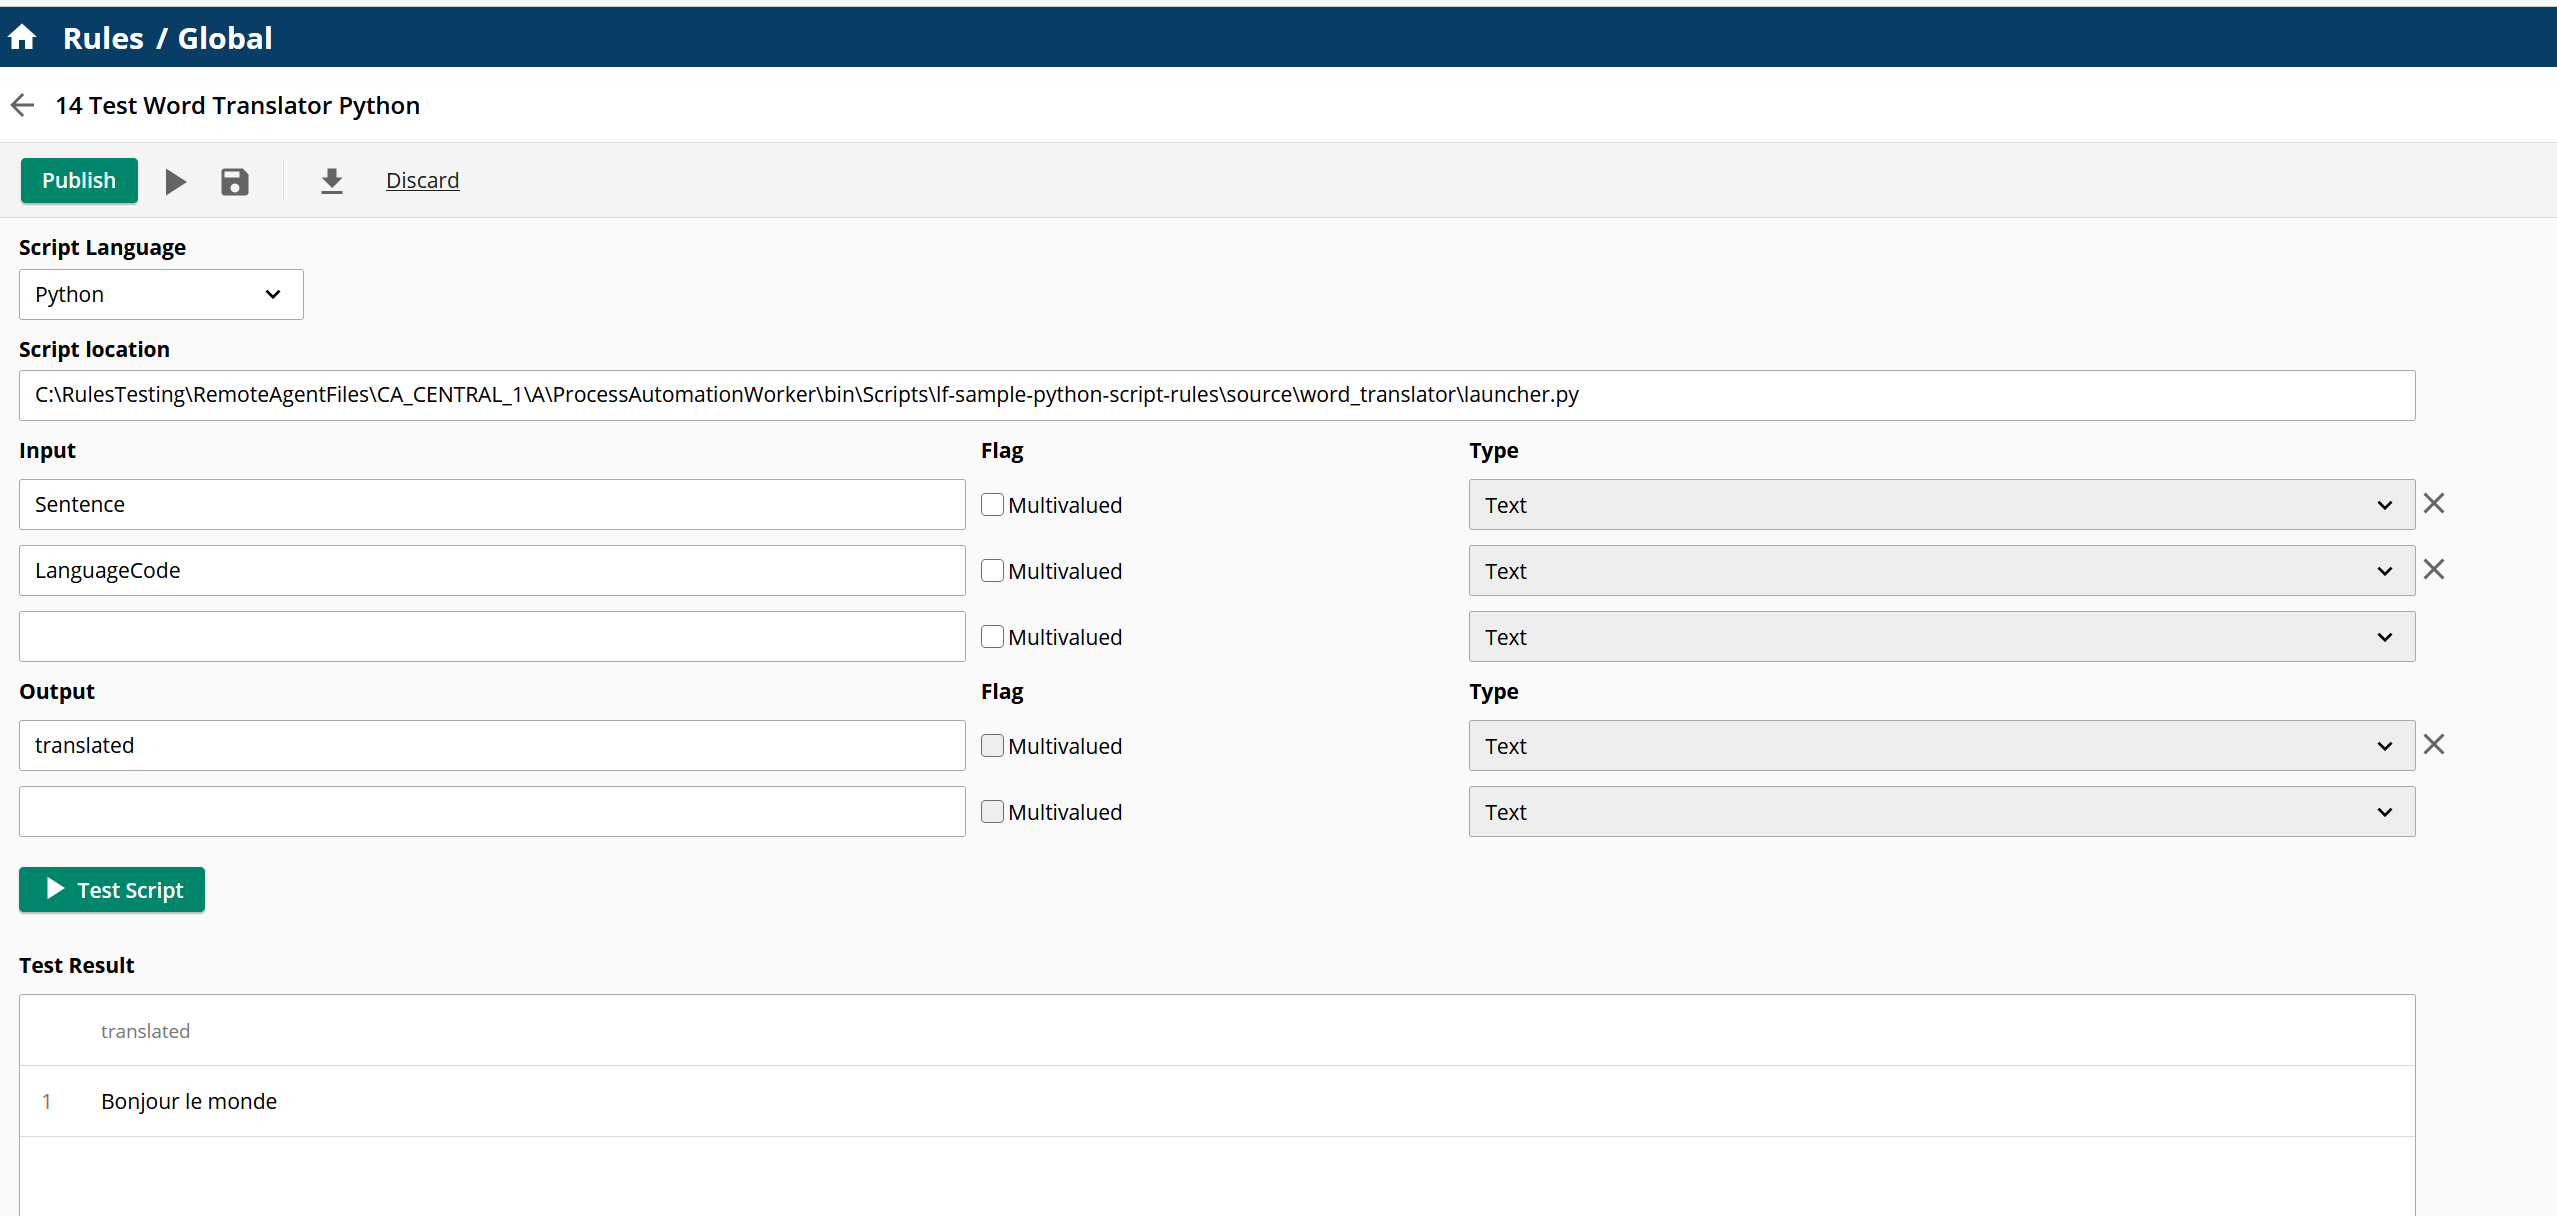 Rules / Global
14 Test Word Translator Python
Publish Discard
Script Language
Python
Script location
C:\RulesTesting\RemoteAgentFiles\CA_CENTRAL_1\A\ProcessAutomationWorker\bin\Scripts\lf-sample-python-script-rules\source\word_translator\launcher.py
Input Flag Type
Sentence Multivalued Text
LanguageCode Multivalued Text
Multivalued Text
Output Flag Type
translated Multivalued Text
Multivalued Text
Test Script
Test Result
translated
1 Bonjour le monde